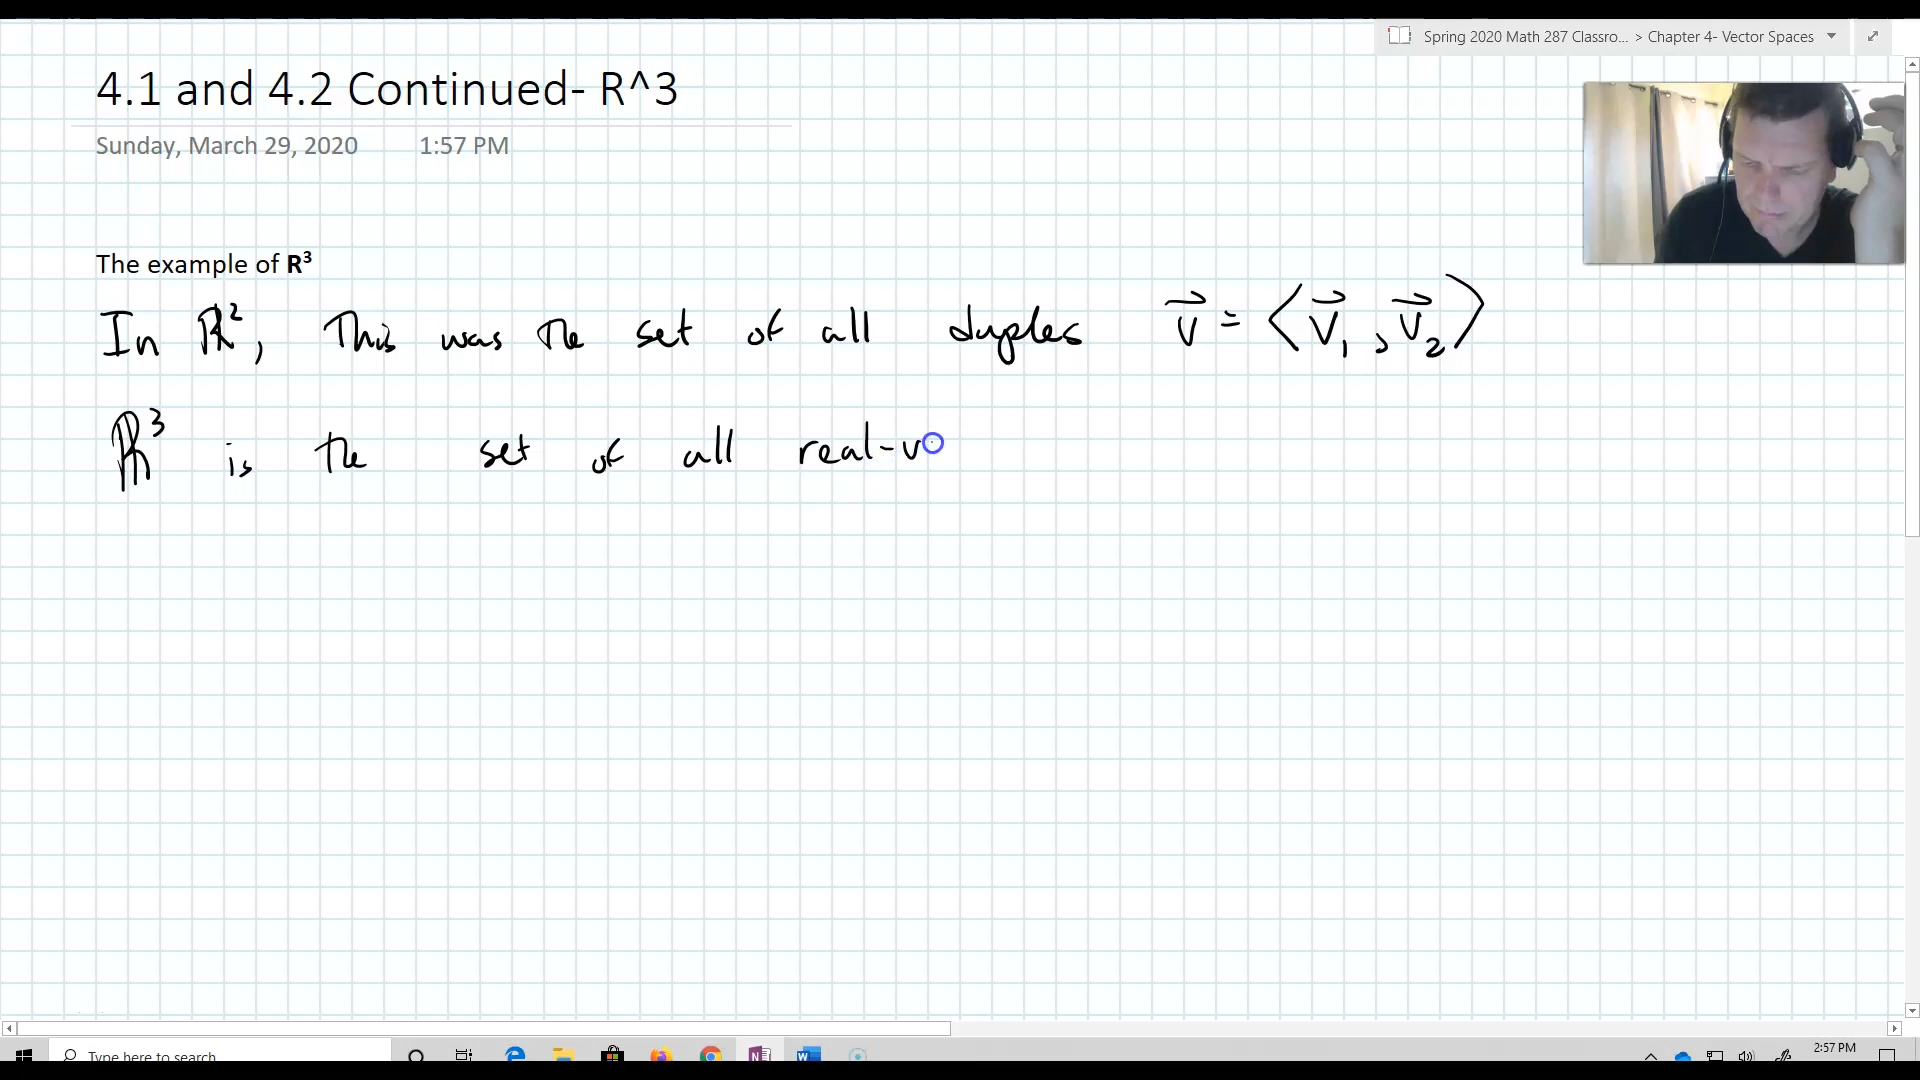 Spring 2020 Math 287 Classro... > Chapter 4- Vector Spaces
4.1 and 4.2 Continued- R^3
Sunday, March 29, 2020 1:57 PM
The example of R³
In ℝ², This was the set of all duples v⃗ = ⟨v⃗₁, v⃗₂⟩
ℝ³ is the set of all real-v
Type here to search
2:57 PM